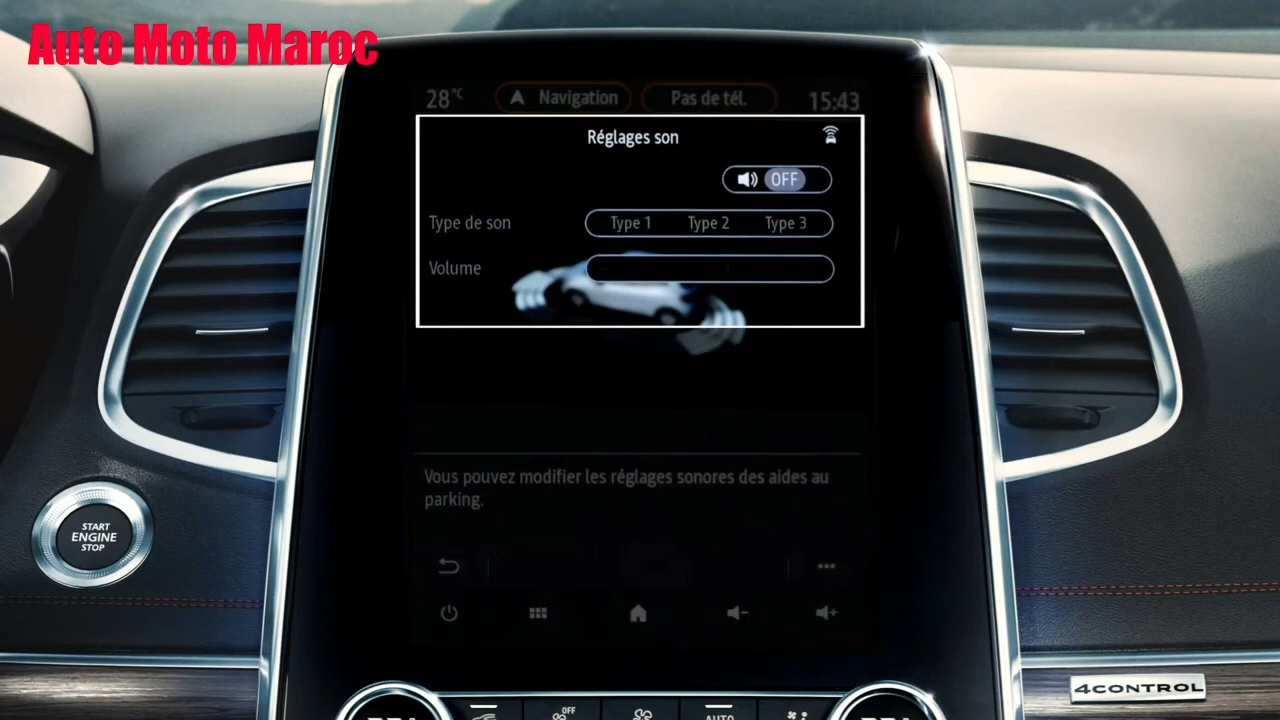 Auto Moto Maroc
28°C Navigation Pas de tél. 15:43
Réglages son
OFF
Type de son Type 1 Type 2 Type 3
Volume
Vous pouvez modifier les réglages sonores des aides au
parking.
START
ENGINE
STOP
4CONTROL
OFF
AUTO